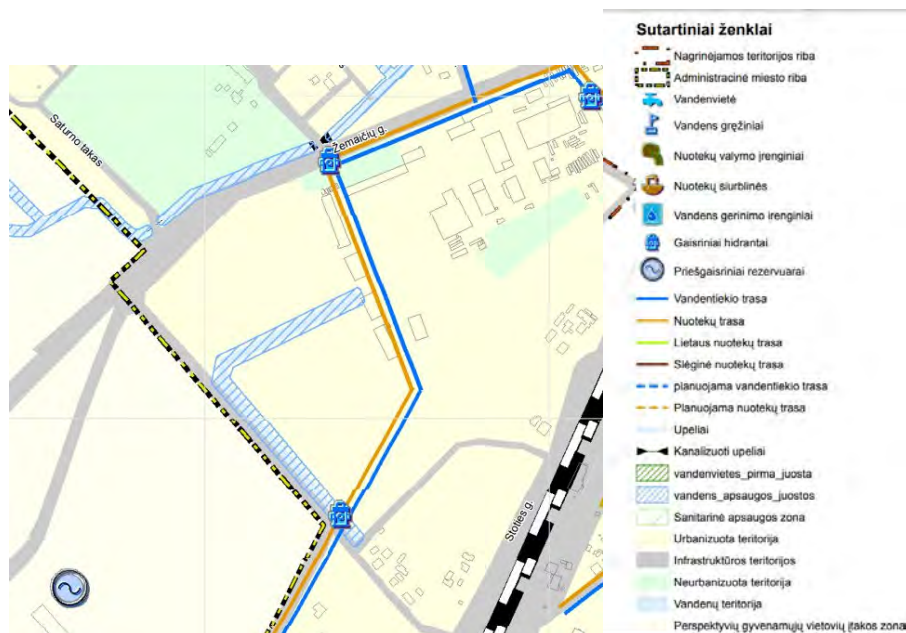 Saturno takas
Žemaičių g.
Stoties g.
Sutartiniai ženklai
Nagrinėjamos teritorijos riba
Administracinė miesto riba
Vandenvietė
Vandens gręžiniai
Nuotekų valymo įrenginiai
Nuotekų siurblinės
Vandens gerinimo įrenginiai
Gaisriniai hidrantai
Priešgaisriniai rezervuarai
Vandentiekio trasa
Nuotekų trasa
Lietaus nuotekų trasa
Slėginė nuotekų trasa
planuojama vandentiekio trasa
Planuojama nuotekų trasa
Upeliai
Kanalizuoti upeliai
vandenvietes_pirma_juosta
vandens_apsaugos_juostos
Sanitarinė apsaugos zona
Urbanizuota teritorija
Infrastruktūros teritorijos
Neurbanizuota teritorija
Vandenų teritorija
Perspektyvių gyvenamųjų vietovių įtakos zona